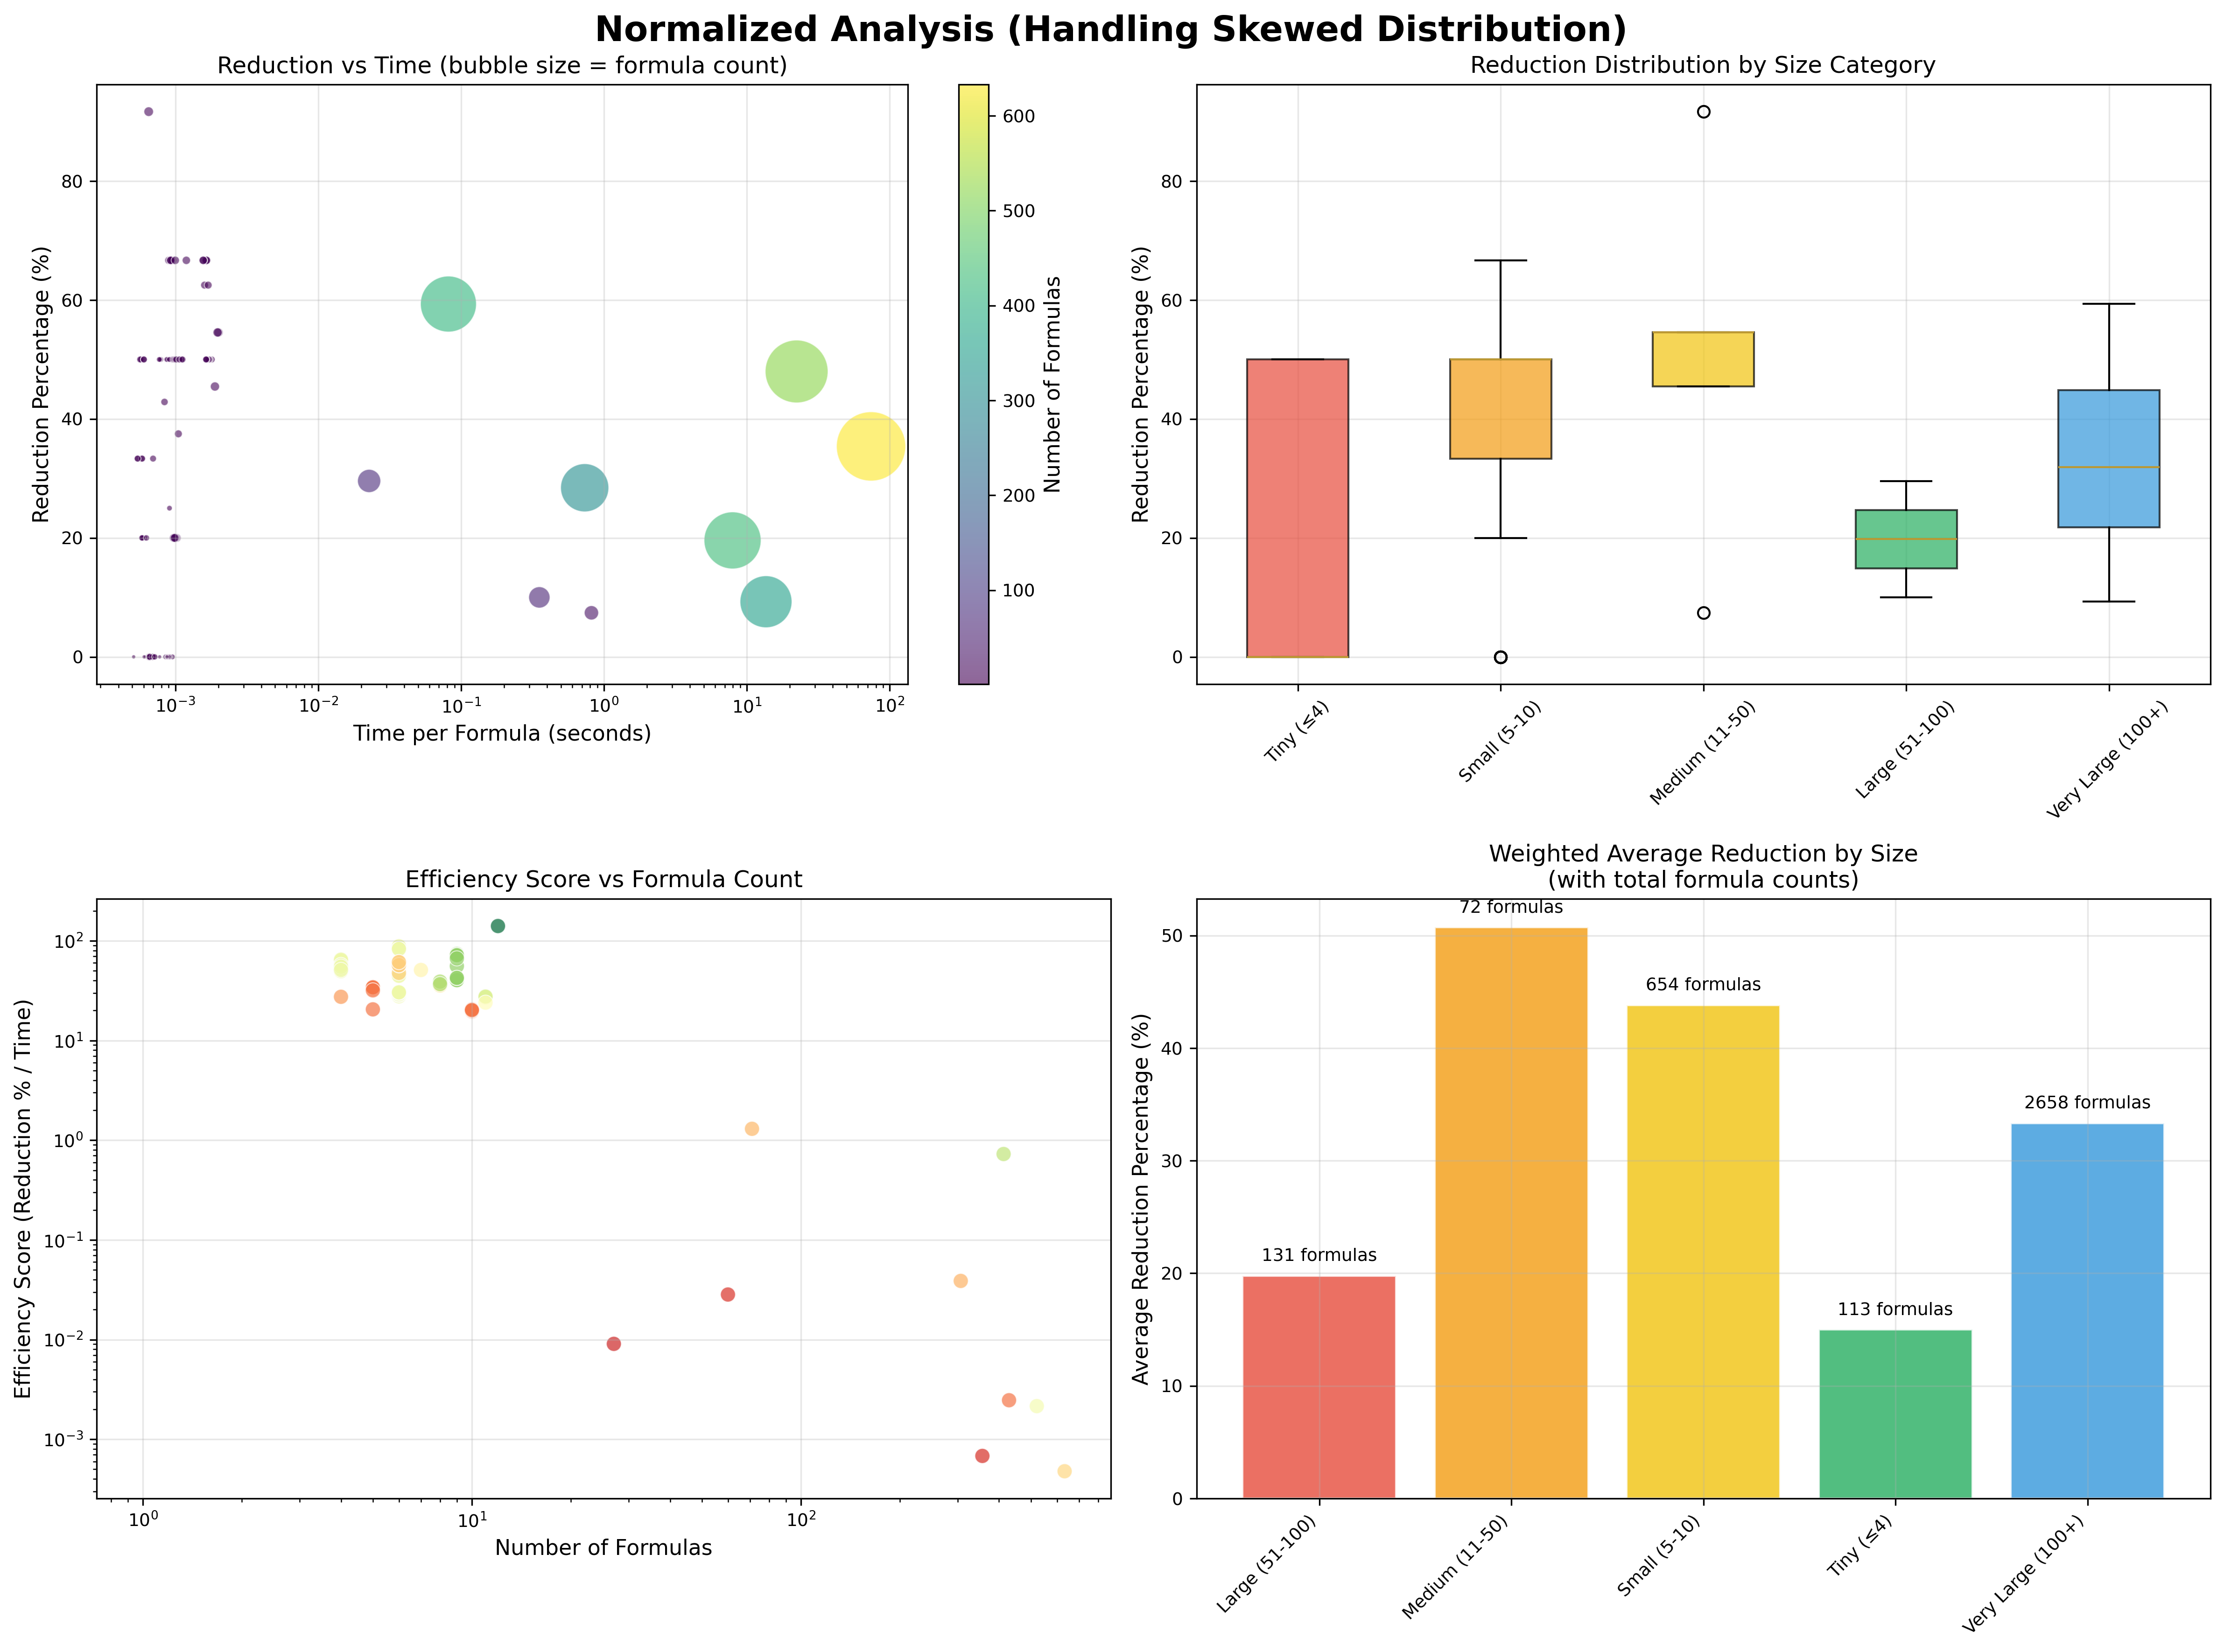 Normalized Analysis (Handling Skewed Distribution)
Reduction vs Time (bubble size = formula count)
Reduction Percentage (%)
80
60
40
20
0
10⁻³
10⁻²
10⁻¹
10⁰
10¹
10²
Time per Formula (seconds)
600
500
400
300
200
100
Number of Formulas
Reduction Distribution by Size Category
Reduction Percentage (%)
80
60
40
20
0
Tiny (≤4)
Small (5-10)
Medium (11-50)
Large (51-100)
Very Large (100+)
Efficiency Score vs Formula Count
Efficiency Score (Reduction % / Time)
10²
10¹
10⁰
10⁻¹
10⁻²
10⁻³
10⁰
10¹
10²
Number of Formulas
Weighted Average Reduction by Size
(with total formula counts)
Average Reduction Percentage (%)
50
40
30
20
10
0
131 formulas
72 formulas
654 formulas
113 formulas
2658 formulas
Large (51-100)
Medium (11-50)
Small (5-10)
Tiny (≤4)
Very Large (100+)